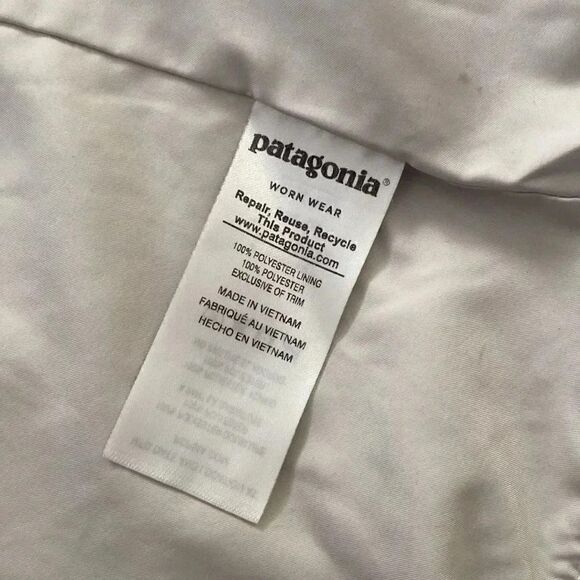 patagonia®
WORN WEAR
Repair, Reuse, Recycle
This Product
www.patagonia.com
100% POLYESTER LINING
100% POLYESTER
EXCLUSIVE OF TRIM
MADE IN VIETNAM
FABRIQUÉ AU VIETNAM
HECHO EN VIETNAM